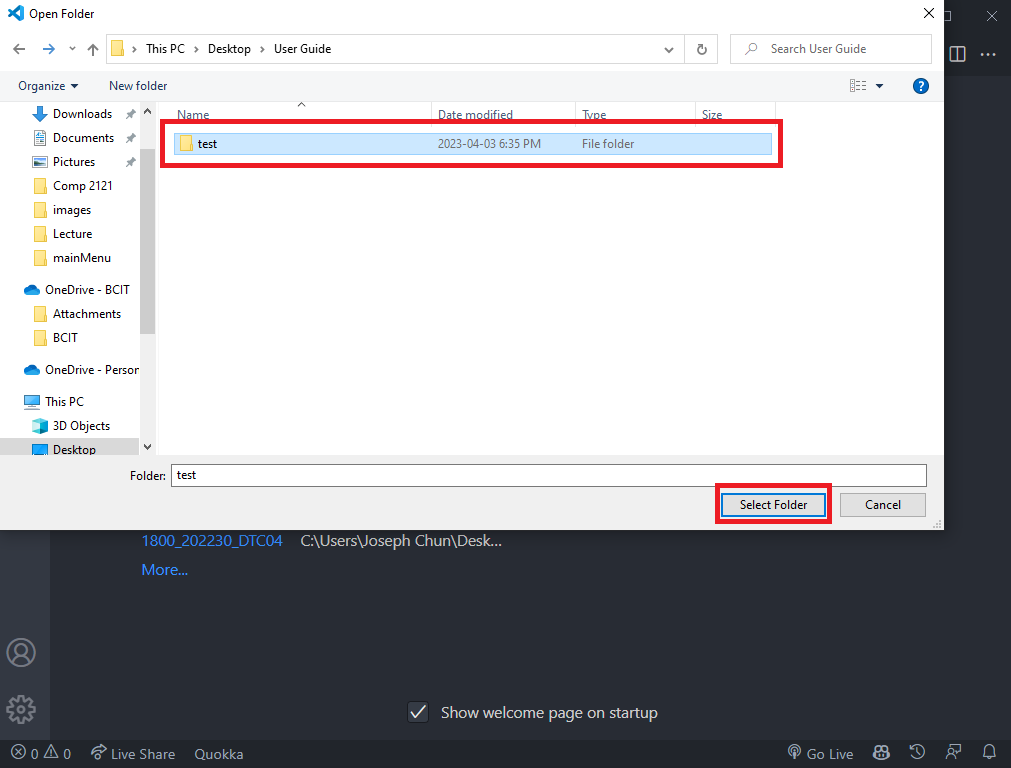 Open Folder
This PC > Desktop > User Guide
Search User Guide
Organize New folder
?
Name Date modified Type Size
test 2023-04-03 6:35 PM File folder
Downloads
Documents
Pictures
Comp 2121
images
Lecture
mainMenu
OneDrive - BCIT
Attachments
BCIT
OneDrive - Person
This PC
3D Objects
Desktop
Folder: test
Select Folder Cancel
1800_202230_DTC04 C:\Users\Joseph Chun\Desk...
More...
Show welcome page on startup
0 0 Live Share Quokka Go Live